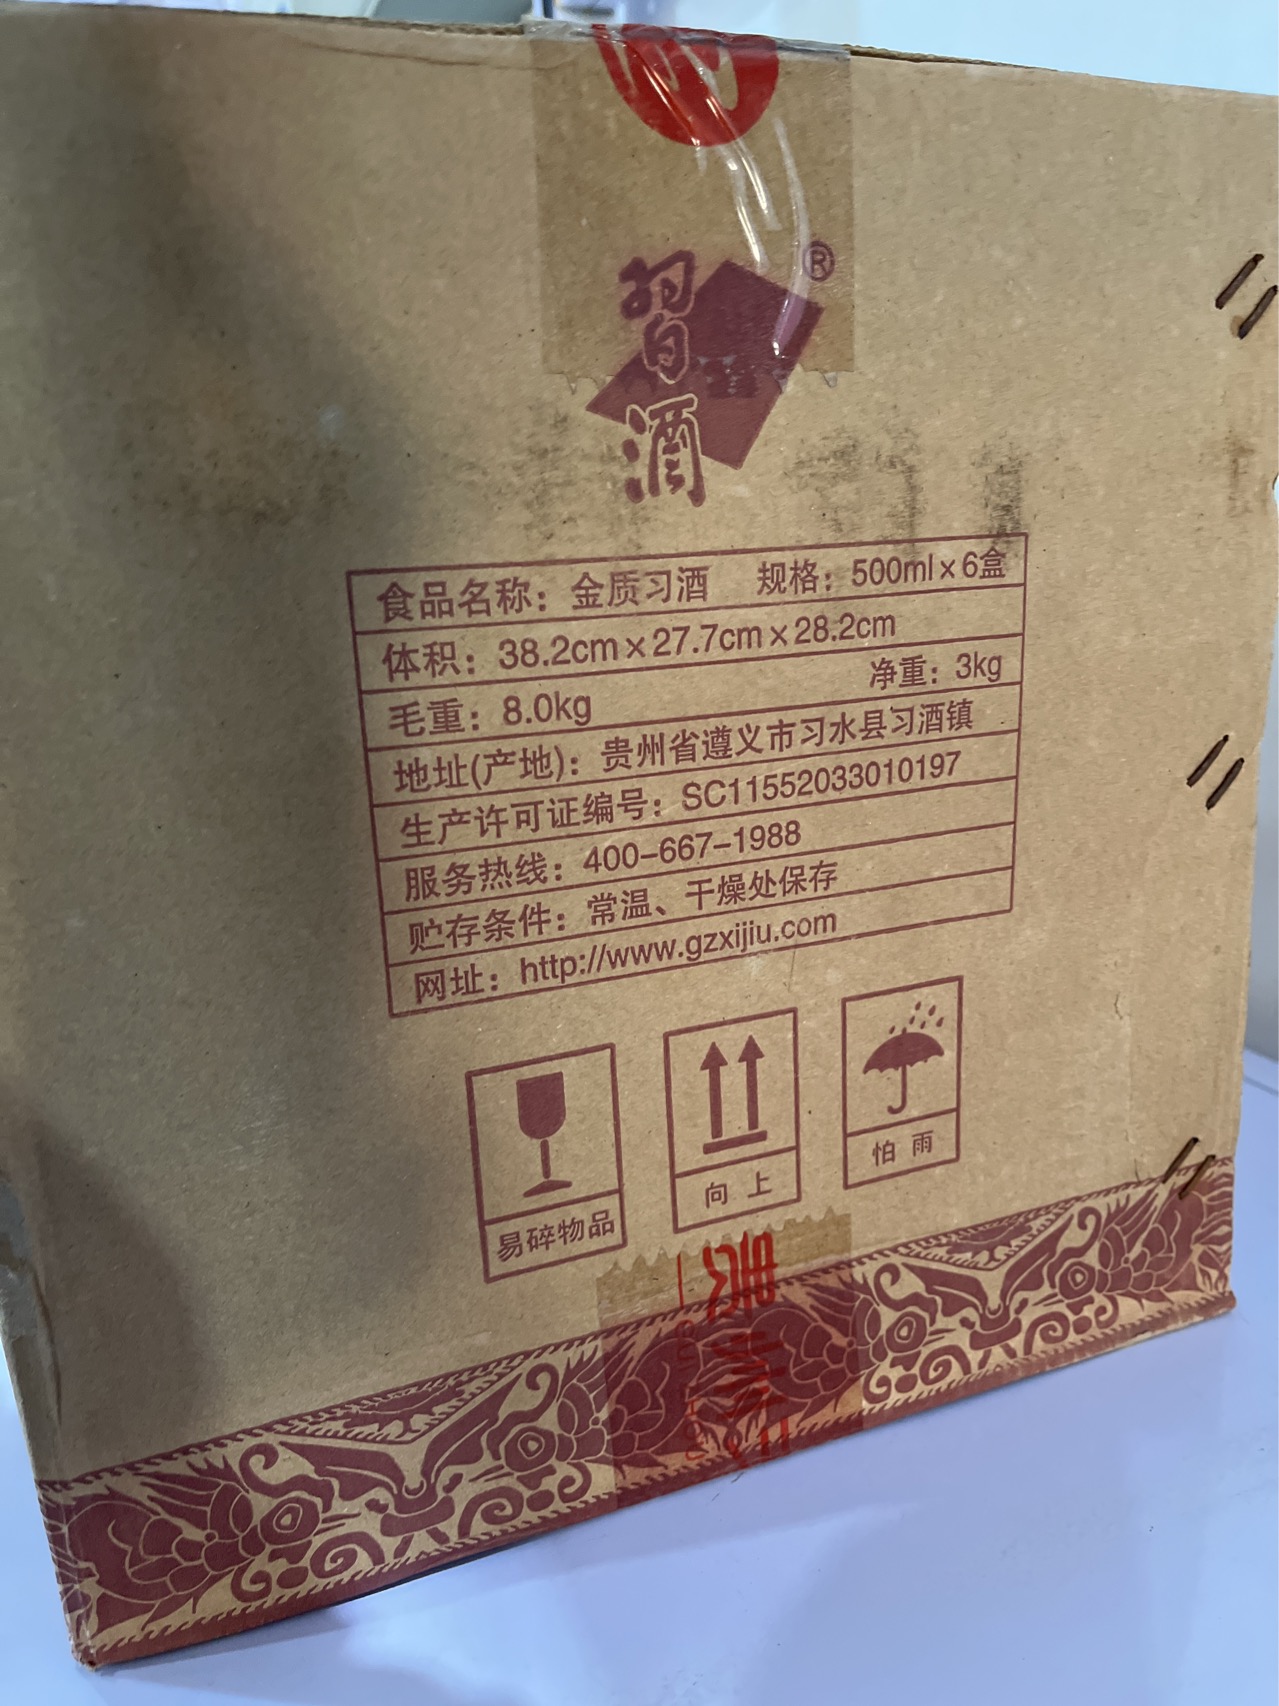 習
酒
®
食品名称：金质习酒 规格：500ml×6盒
体积：38.2cm×27.7cm×28.2cm
毛重：8.0kg 净重：3kg
地址(产地)：贵州省遵义市习水县习酒镇
生产许可证编号：SC11552033010197
服务热线：400-667-1988
贮存条件：常温、干燥处保存
网址：http://www.gzxijiu.com
易碎物品
向上
怕雨